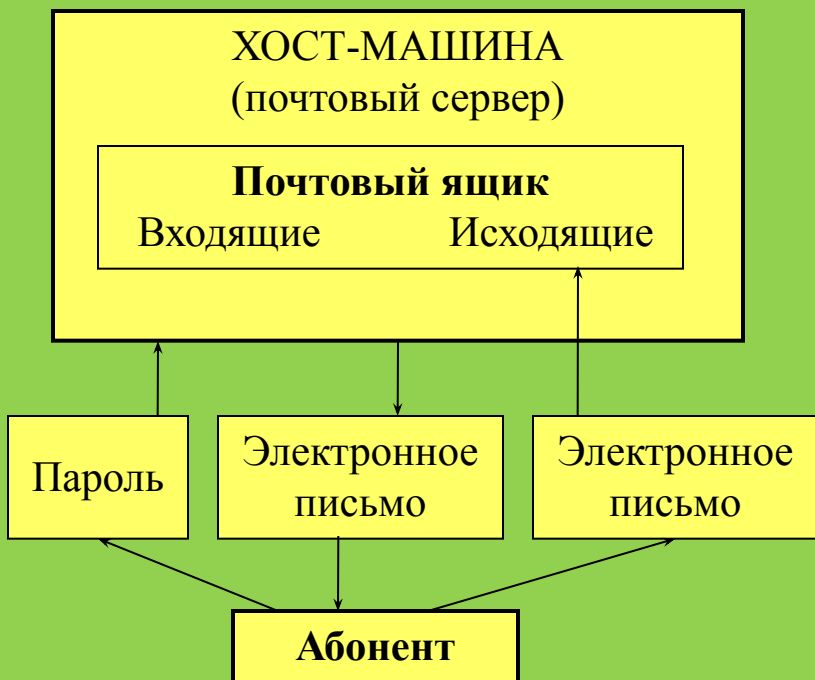 ХОСТ-МАШИНА
(почтовый сервер)
Почтовый ящик
Входящие Исходящие
Пароль
Электронное
письмо
Электронное
письмо
Абонент